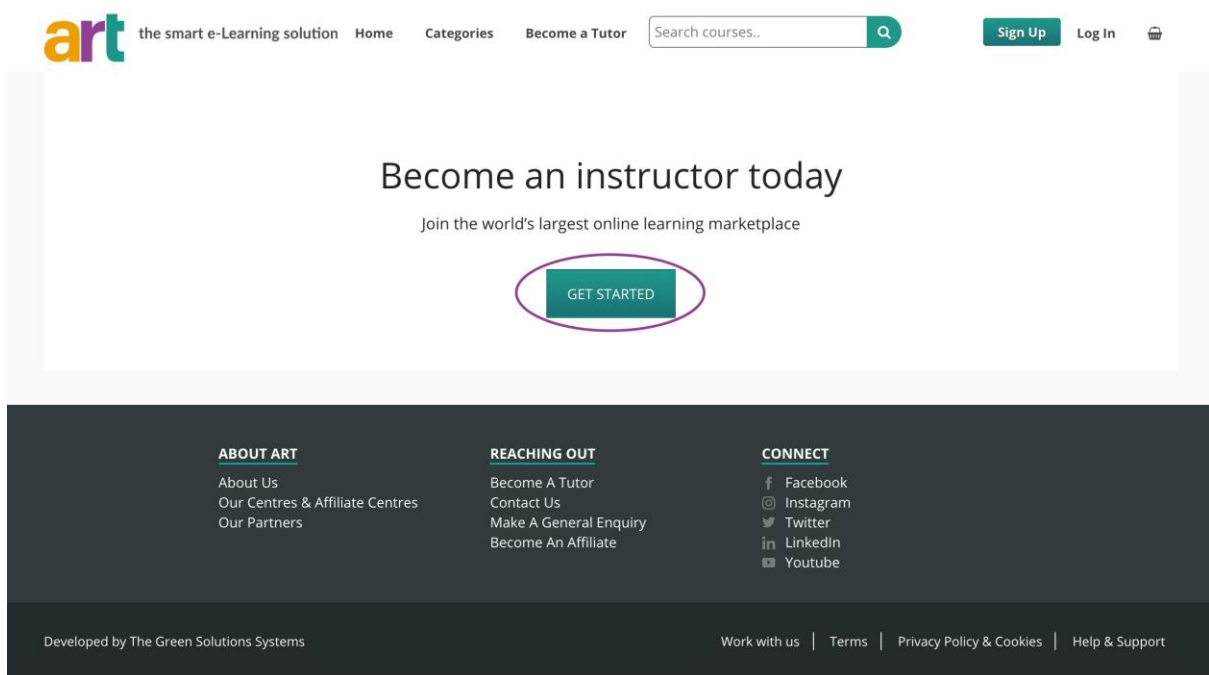 art the smart e-Learning solution Home Categories Become a Tutor Search courses.. Sign Up Log In
Become an instructor today
Join the world's largest online learning marketplace
GET STARTED
ABOUT ART
About Us
Our Centres & Affiliate Centres
Our Partners
REACHING OUT
Become A Tutor
Contact Us
Make A General Enquiry
Become An Affiliate
CONNECT
Facebook
Instagram
Twitter
LinkedIn
Youtube
Developed by The Green Solutions Systems
Work with us | Terms | Privacy Policy & Cookies | Help & Support